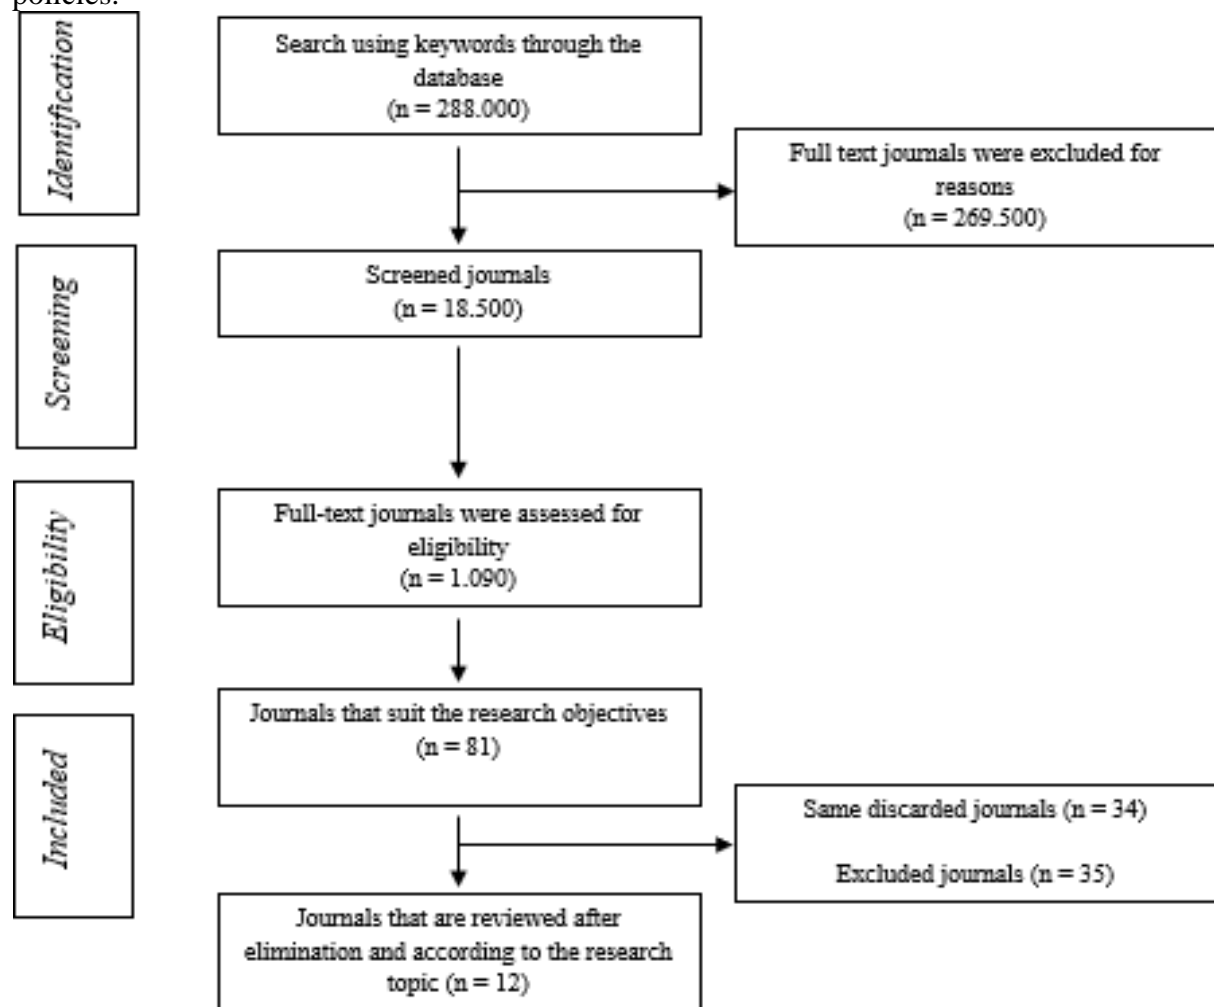 policies.
Identification
Search using keywords through the
database
(n = 288.000)
Full text journals were excluded for
reasons
(n = 269.500)
Screening
Screened journals
(n = 18.500)
Eligibility
Full-text journals were assessed for
eligibility
(n = 1.090)
Included
Journals that suit the research objectives
(n = 81)
Same discarded journals (n = 34)
Excluded journals (n = 35)
Journals that are reviewed after
elimination and according to the research
topic (n = 12)